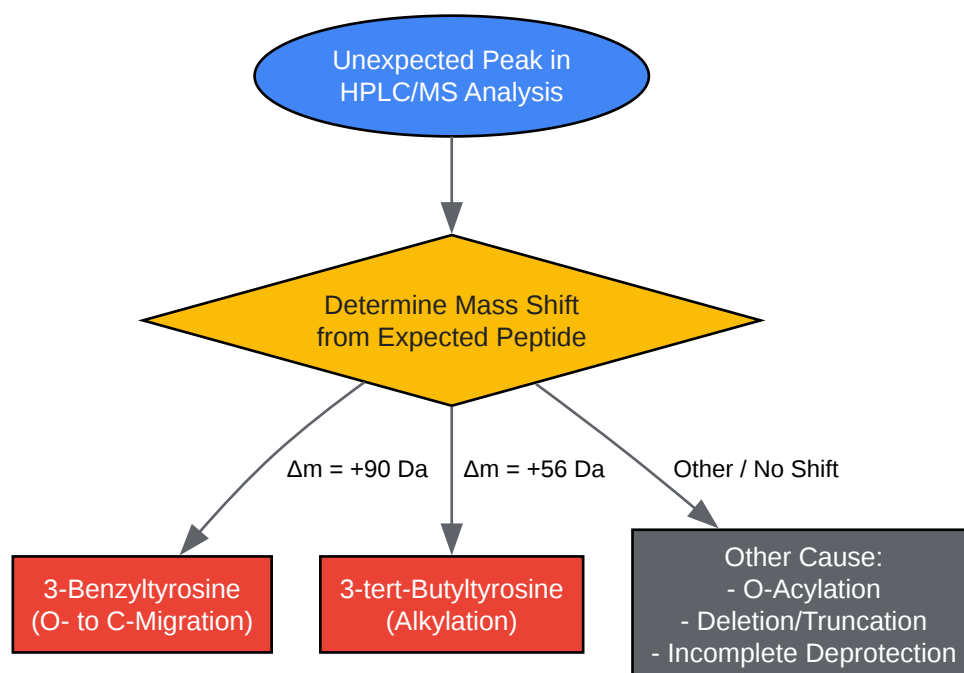 Unexpected Peak in
HPLC/MS Analysis
Determine Mass Shift
from Expected Peptide
Δm = +90 Da
Δm = +56 Da
Other / No Shift
3-Benzyltyrosine
(O- to C-Migration)
3-tert-Butyltyrosine
(Alkylation)
Other Cause:
- O-Acylation
- Deletion/Truncation
- Incomplete Deprotection